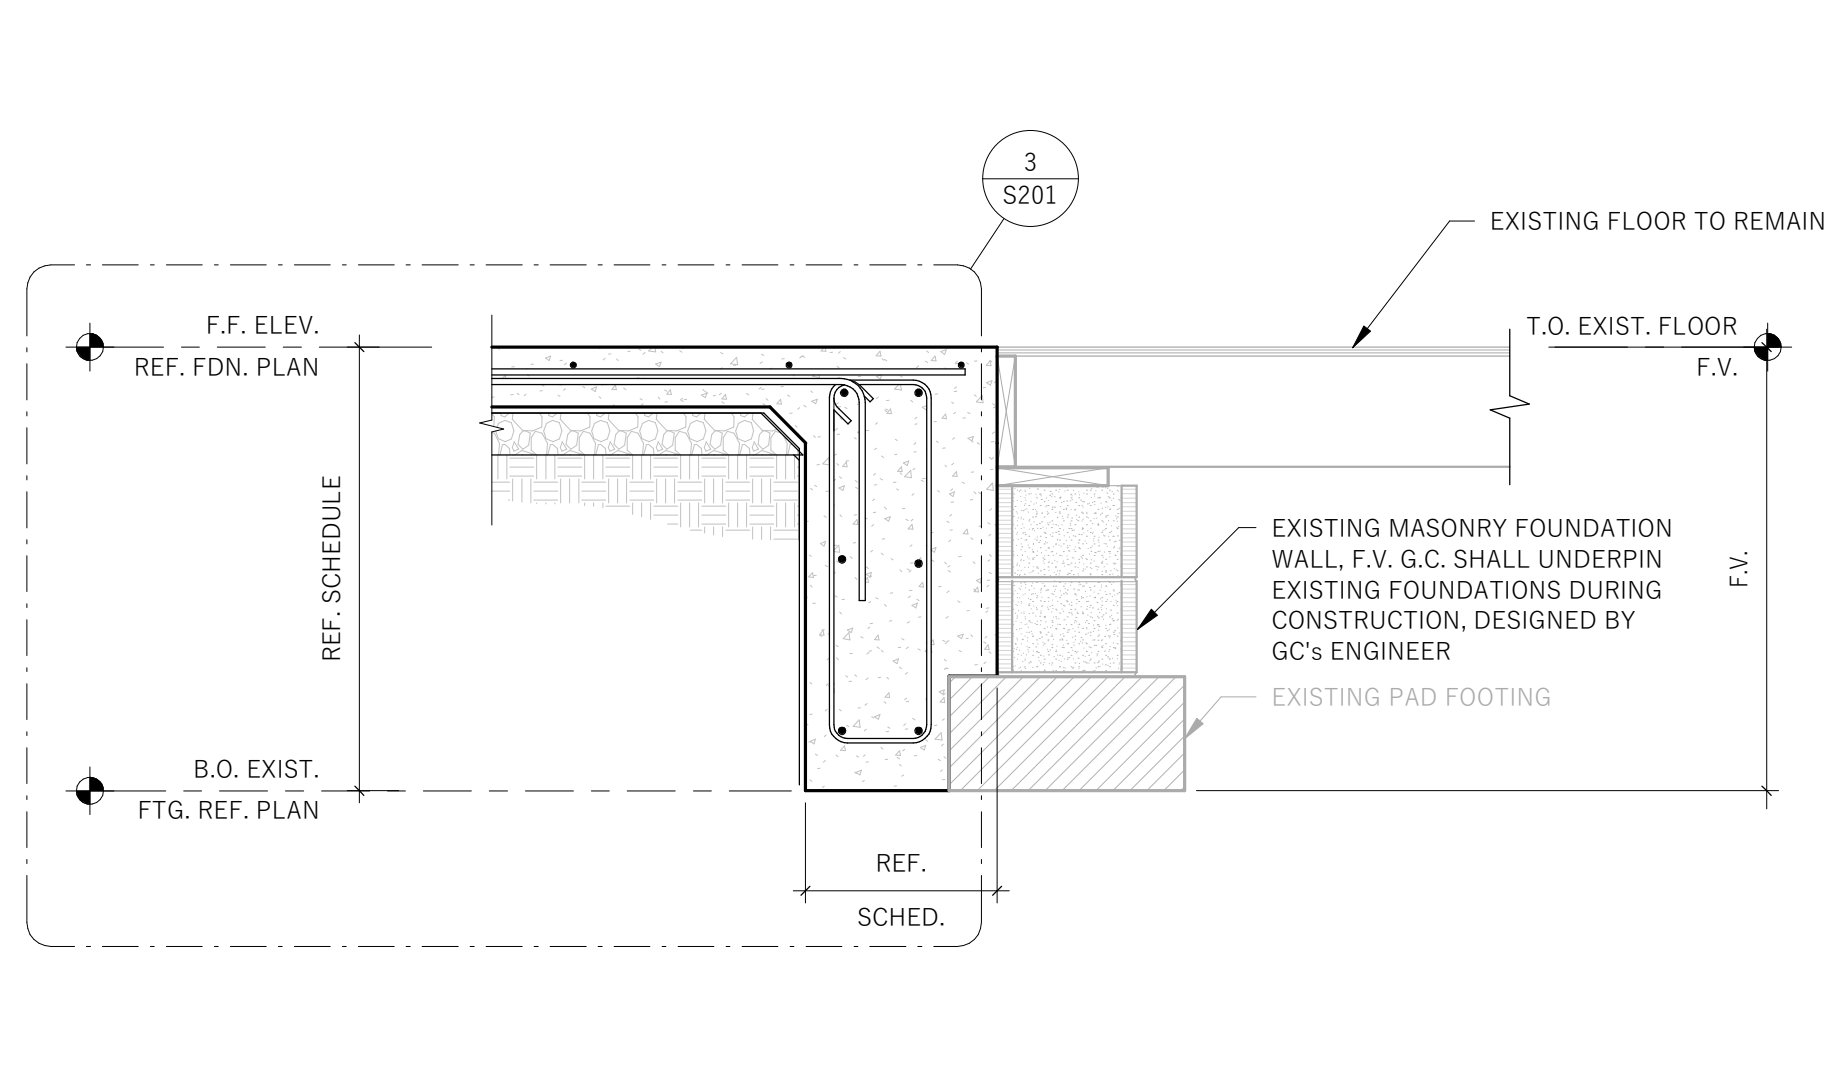 3
S201
EXISTING FLOOR TO REMAIN
F.F. ELEV.
REF. FDN. PLAN
T.O. EXIST. FLOOR
F.V.
REF. SCHEDULE
EXISTING MASONRY FOUNDATION
WALL, F.V. G.C. SHALL UNDERPIN
EXISTING FOUNDATIONS DURING
CONSTRUCTION, DESIGNED BY
GC's ENGINEER
F.V.
EXISTING PAD FOOTING
B.O. EXIST.
FTG. REF. PLAN
REF.
SCHED.